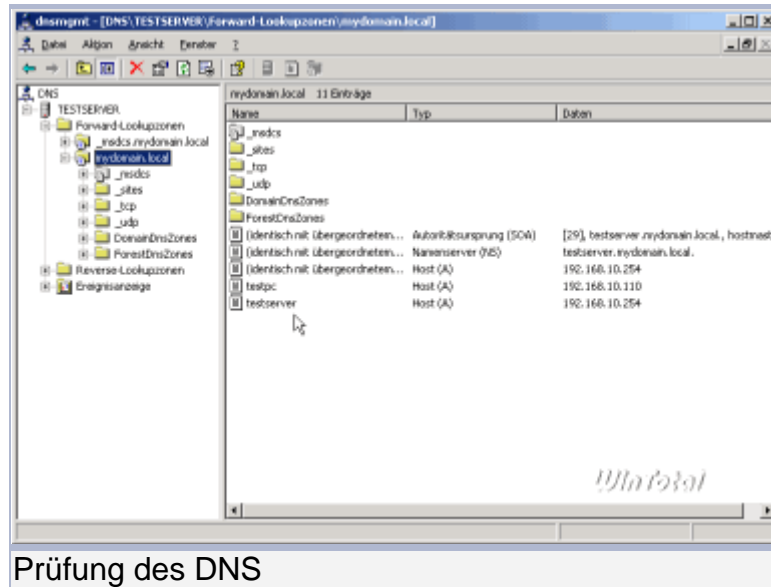 dnsmgmt - [DNS\TESTSERVER\Forward-Lookupzonen\mydomain.local]
Datei Aktion Ansicht Fenster ?
DNS
TESTSERVER
Forward-Lookupzonen
_msdcs.mydomain.local
mydomain.local
_msdcs
_sites
_tcp
_udp
DomainDnsZones
ForestDnsZones
Reverse-Lookupzonen
Ereignisanzeige
mydomain.local 11 Einträge
Name Typ Daten
_msdcs
_sites
_tcp
_udp
DomainDnsZones
ForestDnsZones
(identisch mit übergeordnetem... Autoritätsursprung (SOA) [29], testserver.mydomain.local., hostmast
(identisch mit übergeordnetem... Namenserver (NS) testserver.mydomain.local.
(identisch mit übergeordnetem... Host (A) 192.168.10.254
testpc Host (A) 192.168.10.110
testserver Host (A) 192.168.10.254
WinTotal
Prüfung des DNS